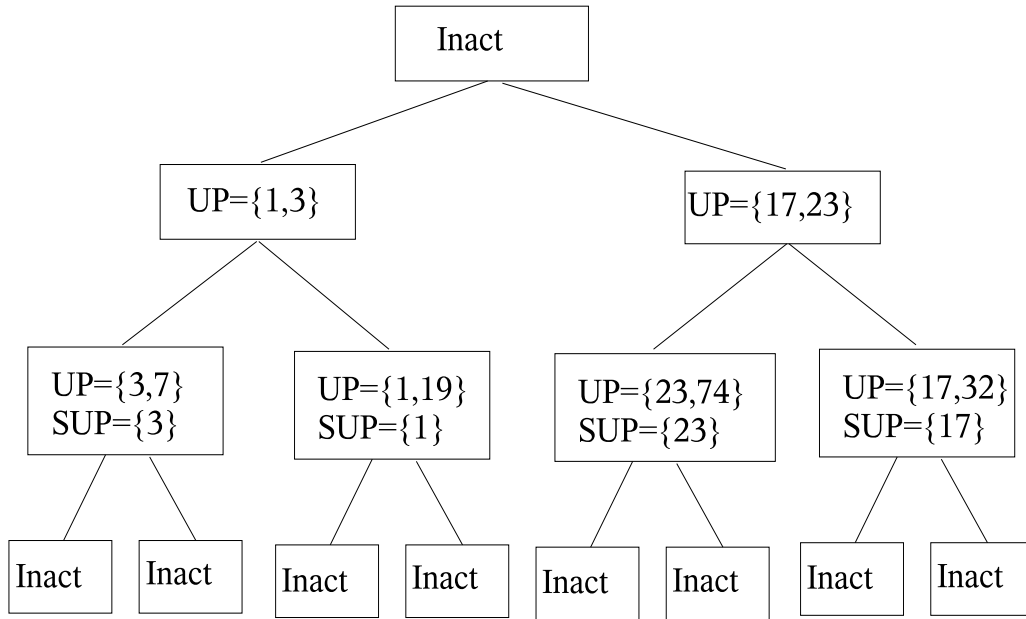 Inact
UP={1,3}
UP={17,23}
UP={3,7}
SUP={3}
UP={1,19}
SUP={1}
UP={23,74}
SUP={23}
UP={17,32}
SUP={17}
Inact
Inact
Inact
Inact
Inact
Inact
Inact
Inact